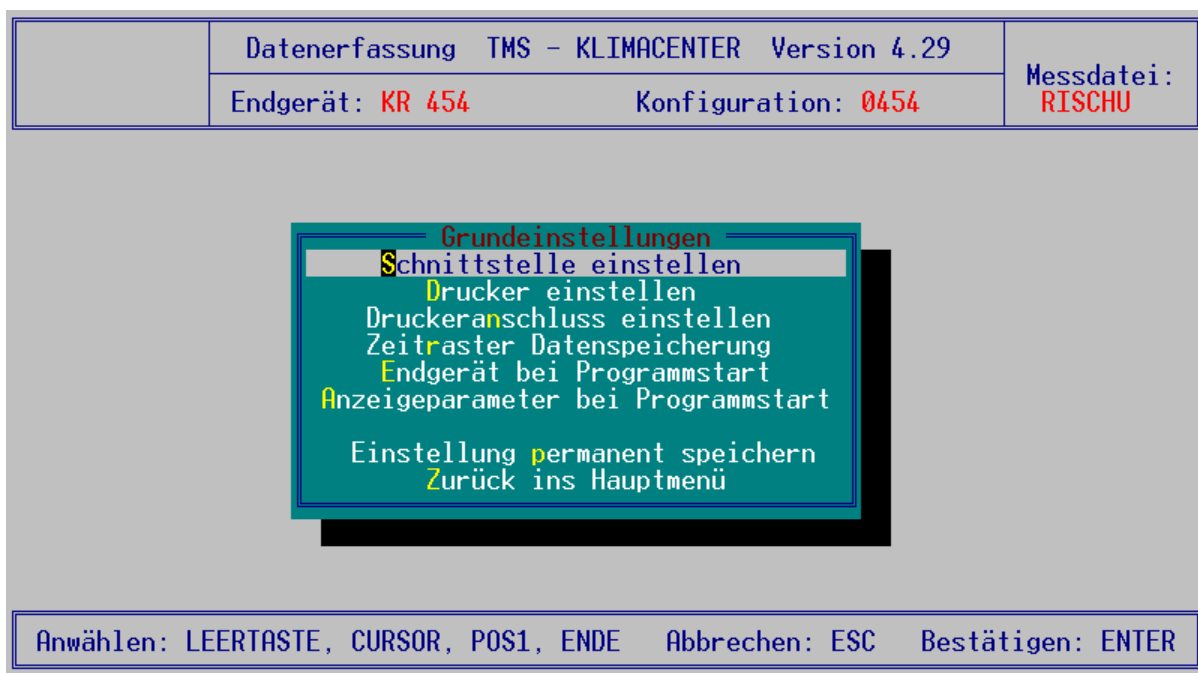 Datenerfassung TMS - KLIMACENTER Version 4.29
Endgerät: KR 454 Konfiguration: 0454
Messdatei:
RISCHU
Grundeinstellungen
Schnittstelle einstellen
Drucker einstellen
Druckeranschluss einstellen
Zeitraster Datenspeicherung
Endgerät bei Programmstart
Anzeigeparameter bei Programmstart
Einstellung permanent speichern
Zurück ins Hauptmenü
Anwählen: LEERTASTE, CURSOR, POS1, ENDE Abbrechen: ESC Bestätigen: ENTER